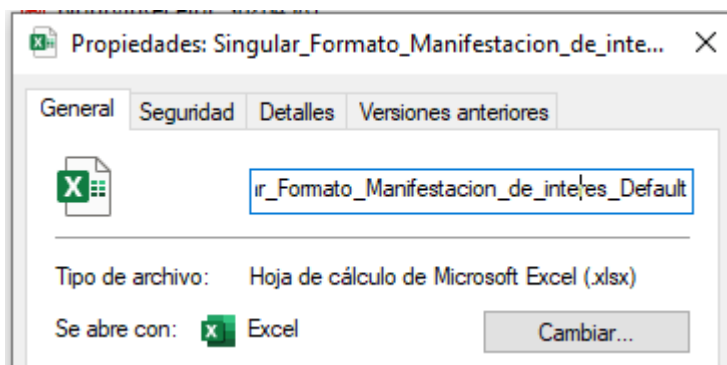 Propiedades: Singular_Formato_Manifestacion_de_inte...
General Seguridad Detalles Versiones anteriores
r_Formato_Manifestacion_de_interes_Default
Tipo de archivo: Hoja de cálculo de Microsoft Excel (.xlsx)
Se abre con: Excel Cambiar...